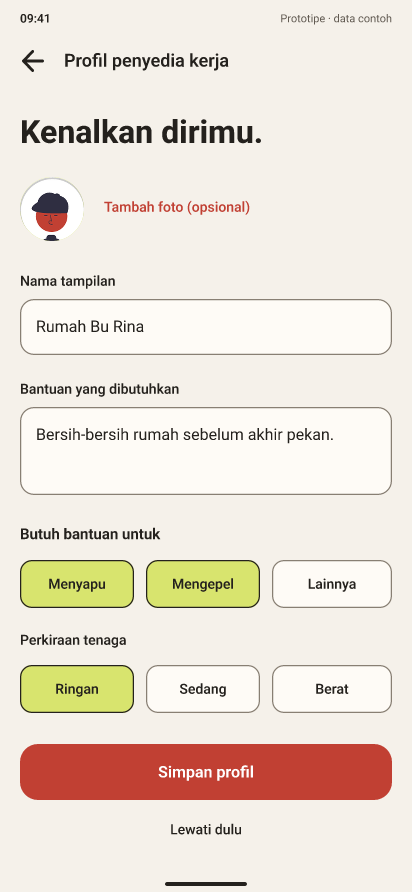 09:41
Prototipe · data contoh
Profil penyedia kerja
Kenalkan dirimu.
Tambah foto (opsional)
Nama tampilan
Rumah Bu Rina
Bantuan yang dibutuhkan
Bersih-bersih rumah sebelum akhir pekan.
Butuh bantuan untuk
Menyapu
Mengepel
Lainnya
Perkiraan tenaga
Ringan
Sedang
Berat
Simpan profil
Lewati dulu